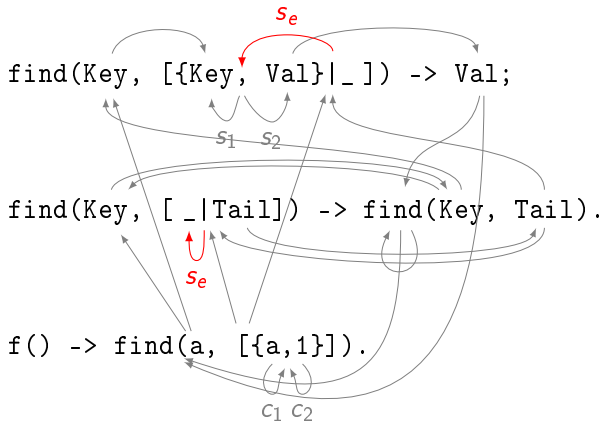 s_e
find(Key, [{Key, Val}|_ ]) -> Val;
s_1 s_2
find(Key, [ _|Tail]) -> find(Key, Tail).
s_e
f() -> find(a, [{a,1}]).
c_1 c_2